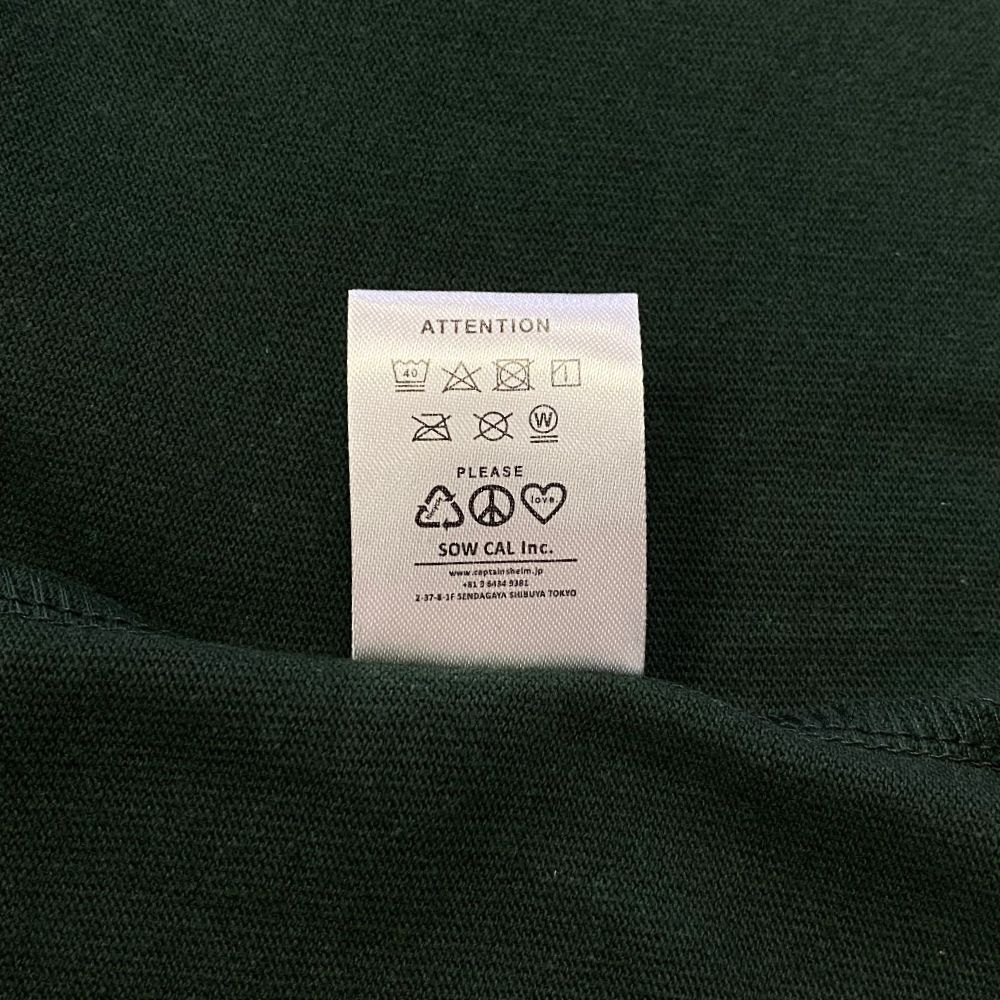 ATTENTION
40
W
PLEASE
love.
SOW CAL Inc.
www.captainshelm.jp
+81 3 6434 9381
2-37-8-1F SENDAGAYA SHIBUYA TOKYO